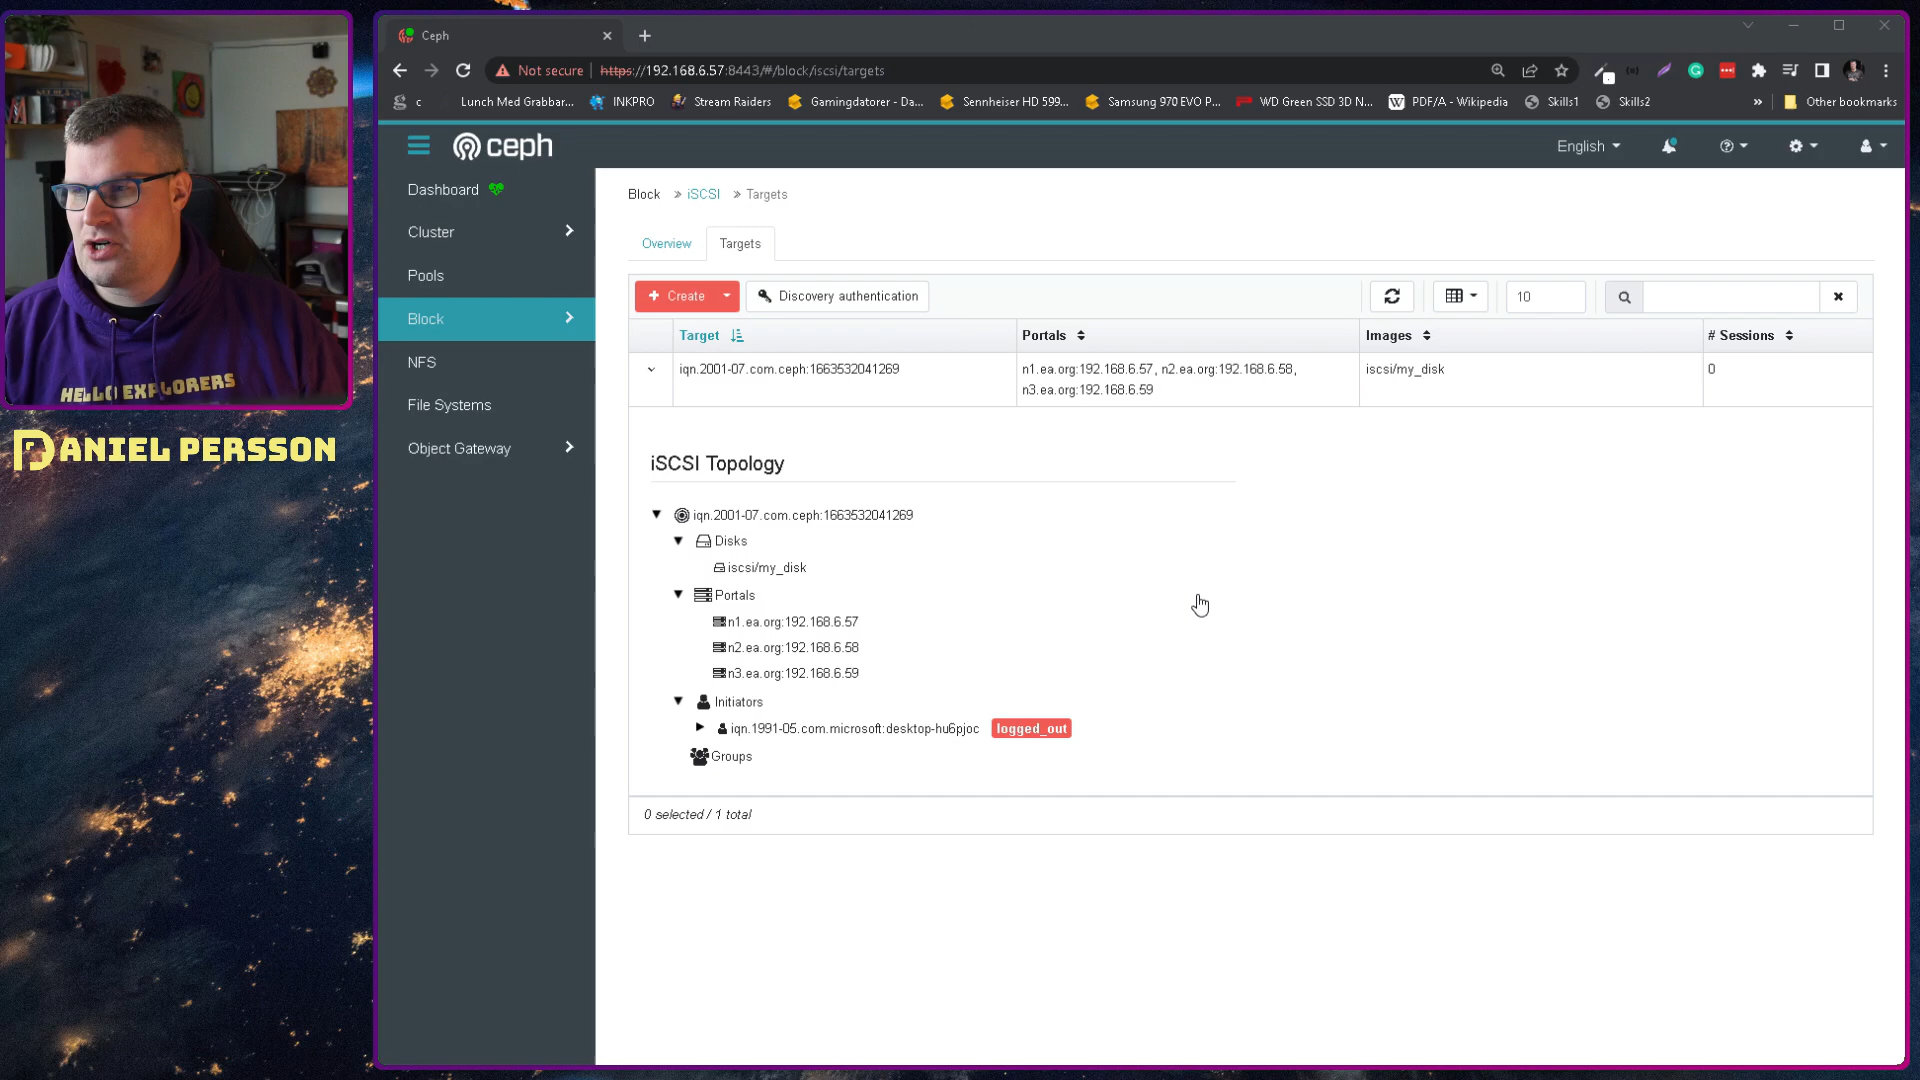 Ceph
Not secure
https://192.168.6.57:8443/#/block/iscsi/targets
c
Lunch Med Grabbar...
INKPRO
Stream Raiders
Gamingdatorer - Da...
Sennheiser HD 599...
Samsung 970 EVO P...
WD Green SSD 3D N...
PDF/A - Wikipedia
Skills1
Skills2
»
Other bookmarks
ceph
English
Dashboard
Cluster
Pools
Block
NFS
File Systems
Object Gateway
Block » iSCSI » Targets
Overview
Targets
+ Create
Discovery authentication
10
Target
Portals
Images
# Sessions
iqn.2001-07.com.ceph:1663532041269
n1.ea.org:192.168.6.57, n2.ea.org:192.168.6.58,
n3.ea.org:192.168.6.59
iscsi/my_disk
0
iSCSI Topology
iqn.2001-07.com.ceph:1663532041269
Disks
iscsi/my_disk
Portals
n1.ea.org:192.168.6.57
n2.ea.org:192.168.6.58
n3.ea.org:192.168.6.59
Initiators
iqn.1991-05.com.microsoft:desktop-hu6pjoc logged_out
Groups
0 selected / 1 total
HELLO EXPLORERS
DANIEL PERSSON